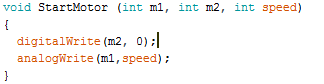 void StartMotor (int m1, int m2, int speed)
{
  digitalWrite(m2, 0);
  analogWrite(m1,speed);
}